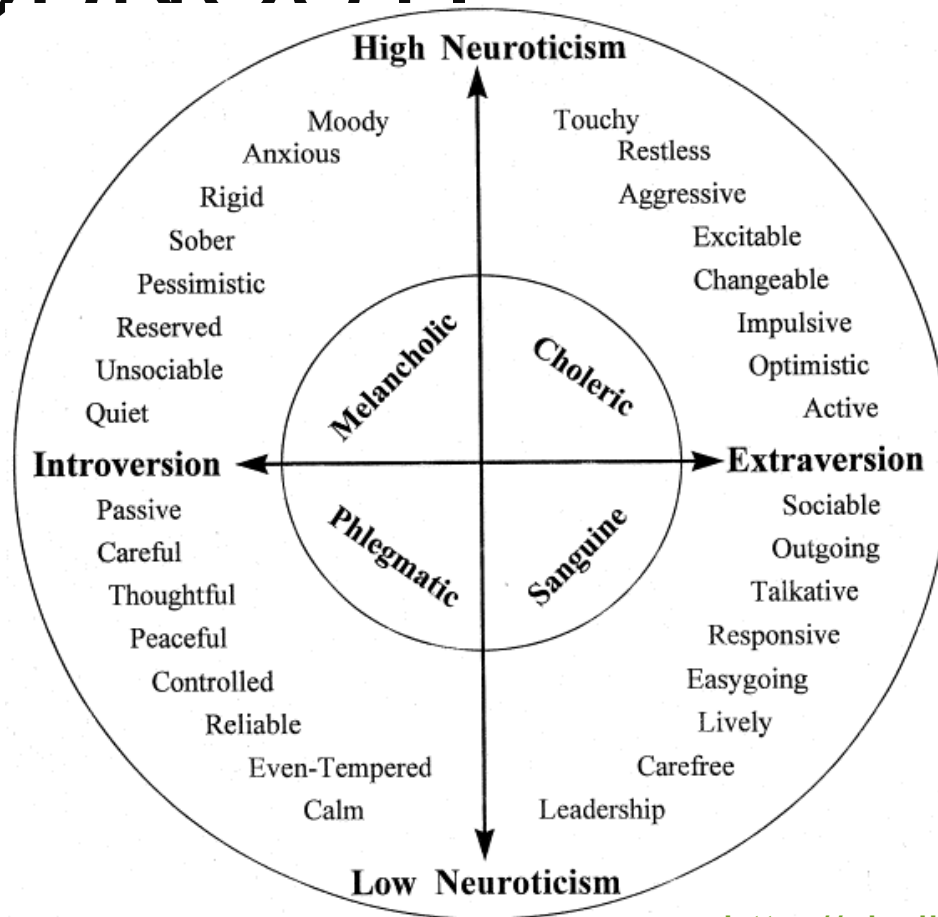 High Neuroticism
Moody
Touchy
Anxious
Restless
Rigid
Aggressive
Sober
Excitable
Pessimistic
Changeable
Reserved
Impulsive
Unsociable
Optimistic
Quiet
Active
Melancholic
Choleric
Introversion
Extraversion
Phlegmatic
Sanguine
Passive
Sociable
Careful
Outgoing
Thoughtful
Talkative
Peaceful
Responsive
Controlled
Easygoing
Reliable
Lively
Even-Tempered
Carefree
Calm
Leadership
Low Neuroticism